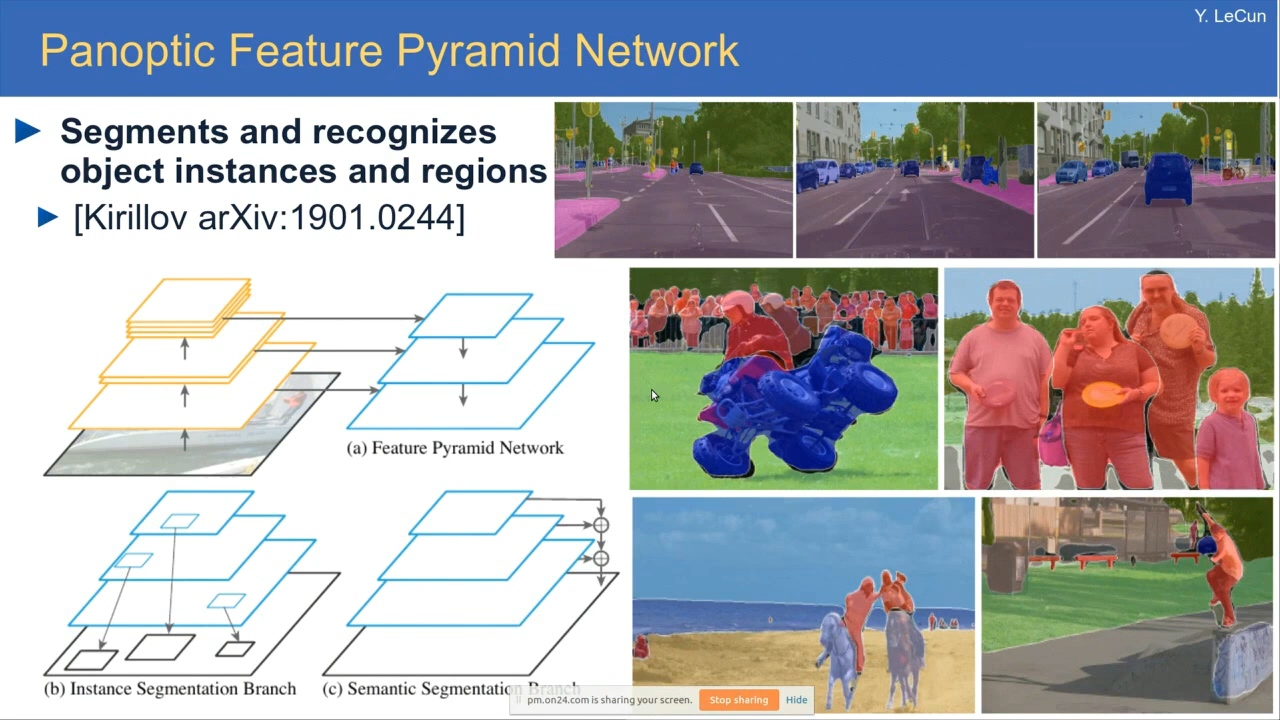 Y. LeCun
Panoptic Feature Pyramid Network
Segments and recognizes
object instances and regions
[Kirillov arXiv:1901.0244]
(a) Feature Pyramid Network
(b) Instance Segmentation Branch
(c) Semantic Segmentation Branch
pm.on24.com is sharing your screen.
Stop sharing
Hide